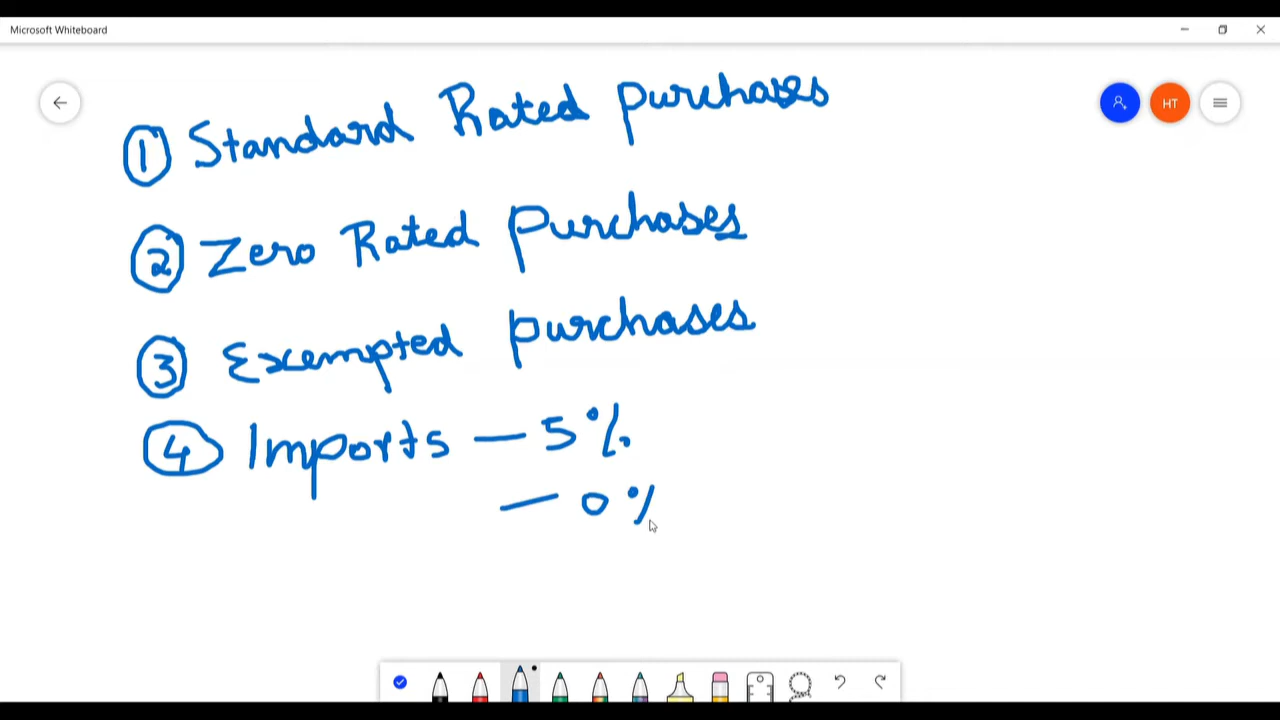 Microsoft Whiteboard
HT
1 Standard Rated purchases
2 Zero Rated purchases
3 Exempted purchases
4 Imports - 5%
- 0%